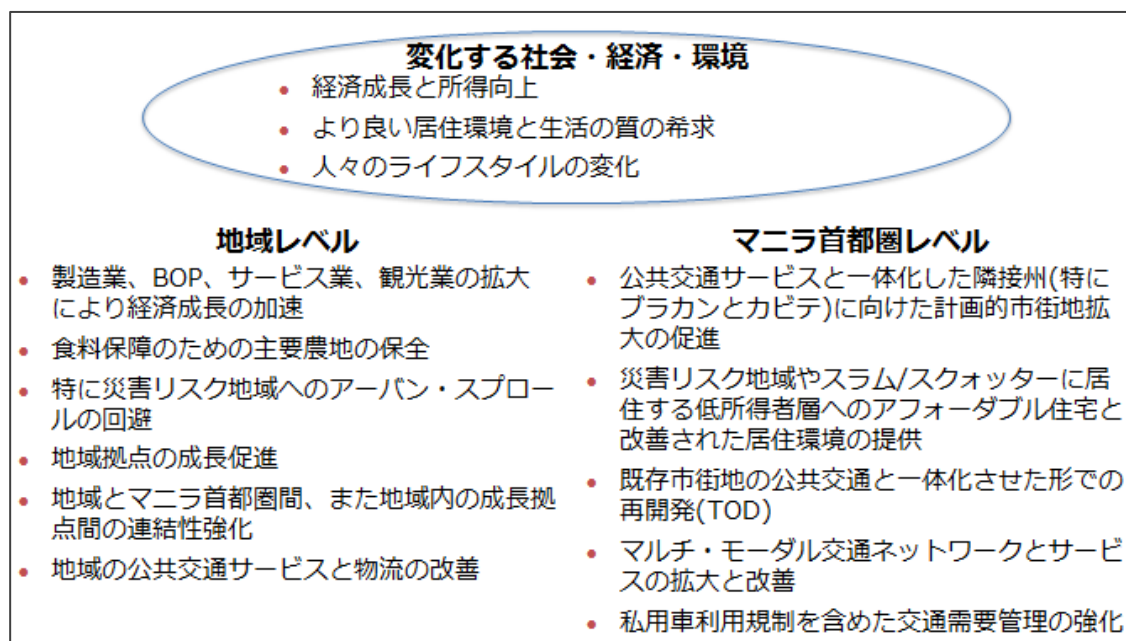 変化する社会・経済・環境
• 経済成長と所得向上
• より良い居住環境と生活の質の希求
• 人々のライフスタイルの変化
地域レベル
• 製造業、BOP、サービス業、観光業の拡大
により経済成長の加速
• 食料保障のための主要農地の保全
• 特に災害リスク地域へのアーバン・スプロー
ルの回避
• 地域拠点の成長促進
• 地域とマニラ首都圏間、また地域内の成長拠
点間の連結性強化
• 地域の公共交通サービスと物流の改善
マニラ首都圏レベル
• 公共交通サービスと一体化した隣接州(特に
ブラカンとカビテ)に向けた計画的市街地拡
大の促進
• 災害リスク地域やスラム/スクォッターに居
住する低所得者層へのアフォーダブル住宅と
改善された居住環境の提供
• 既存市街地の公共交通と一体化させた形での
再開発(TOD)
• マルチ・モーダル交通ネットワークとサービ
スの拡大と改善
• 私用車利用規制を含めた交通需要管理の強化